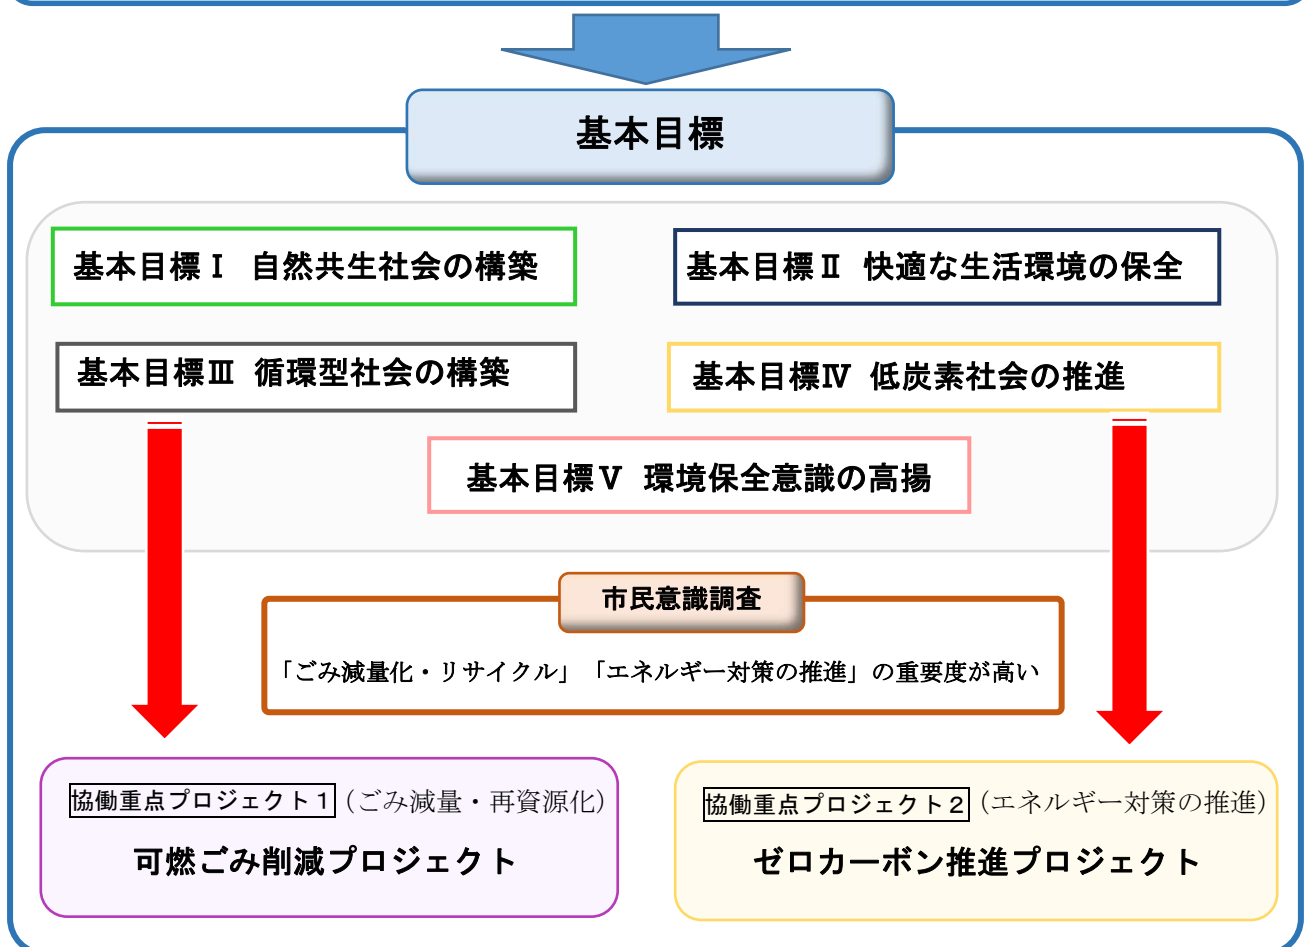 基本目標
基本目標Ⅰ 自然共生社会の構築
基本目標Ⅱ 快適な生活環境の保全
基本目標Ⅲ 循環型社会の構築
基本目標Ⅳ 低炭素社会の推進
基本目標Ⅴ 環境保全意識の高揚
市民意識調査
「ごみ減量化・リサイクル」「エネルギー対策の推進」の重要度が高い
協働重点プロジェクト1（ごみ減量・再資源化）
可燃ごみ削減プロジェクト
協働重点プロジェクト2（エネルギー対策の推進）
ゼロカーボン推進プロジェクト